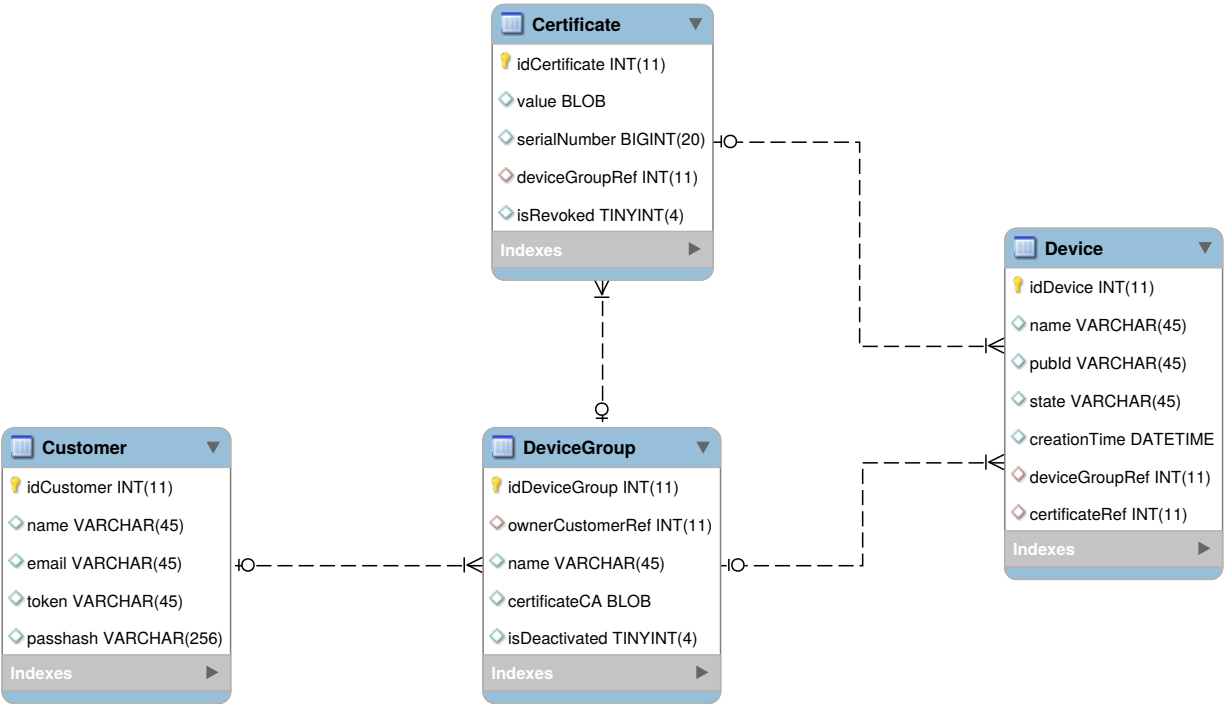 Certificate
idCertificate INT(11)
value BLOB
serialNumber BIGINT(20)
deviceGroupRef INT(11)
isRevoked TINYINT(4)
Indexes
Device
idDevice INT(11)
name VARCHAR(45)
pubId VARCHAR(45)
state VARCHAR(45)
creationTime DATETIME
deviceGroupRef INT(11)
certificateRef INT(11)
Indexes
Customer
idCustomer INT(11)
name VARCHAR(45)
email VARCHAR(45)
token VARCHAR(45)
passhash VARCHAR(256)
Indexes
DeviceGroup
idDeviceGroup INT(11)
ownerCustomerRef INT(11)
name VARCHAR(45)
certificateCA BLOB
isDeactivated TINYINT(4)
Indexes